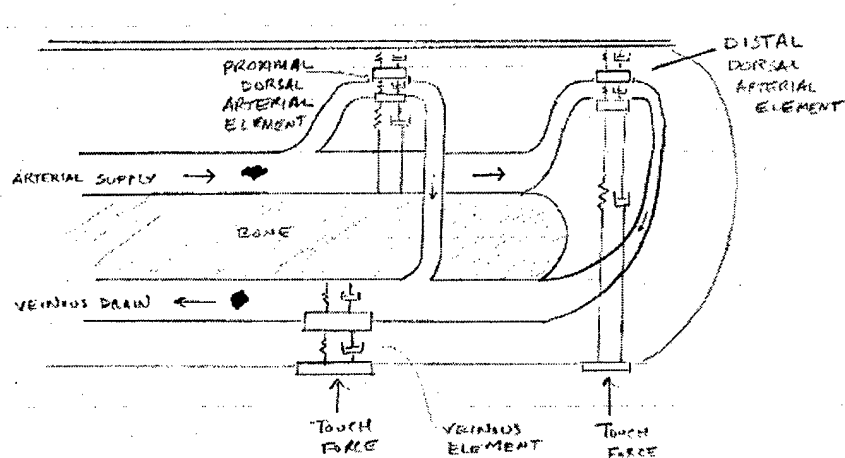 PROXIMAL
DORSAL
ARTERIAL
ELEMENT
DISTAL
DORSAL
ARTERIAL
ELEMENT
ARTERIAL SUPPLY
BONE
VEINOUS DRAIN
TOUCH
FORCE
VEINOUS
ELEMENT
TOUCH
FORCE